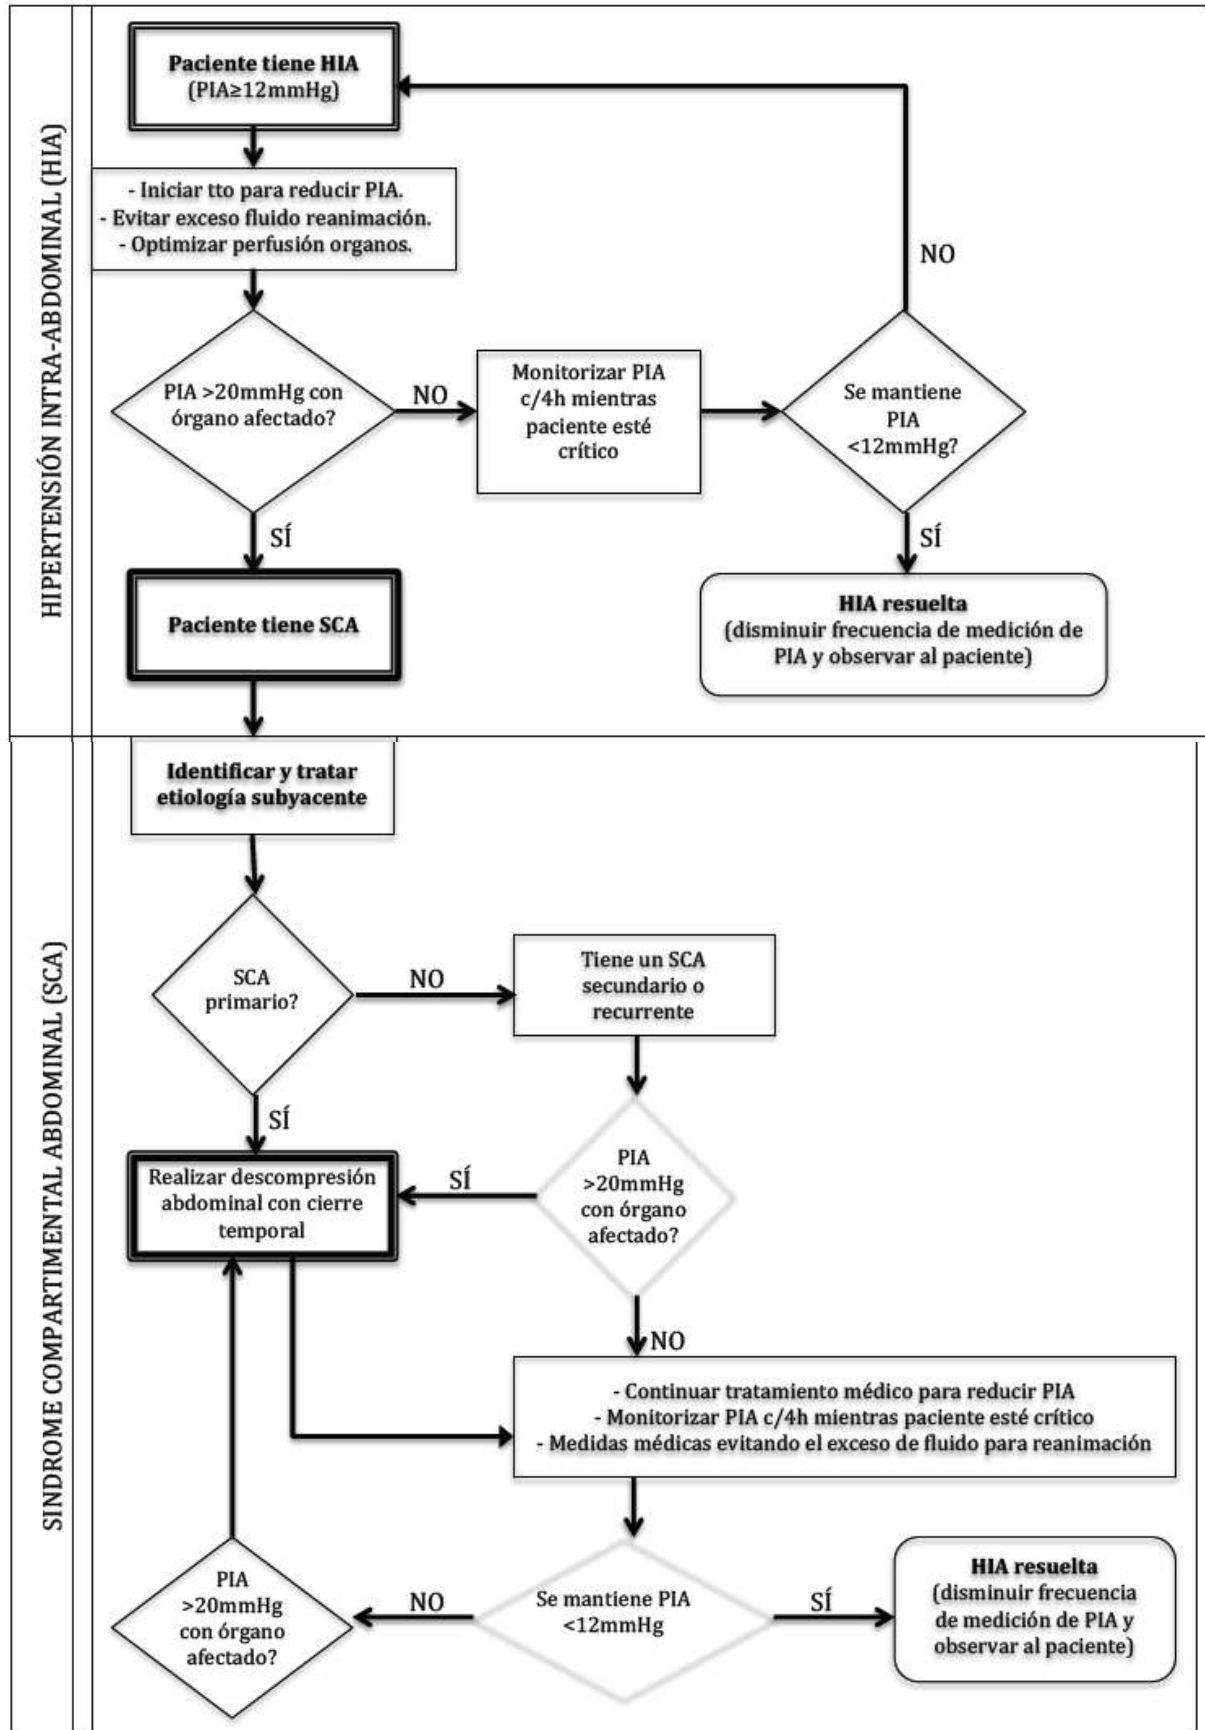 HIPERTENSIÓN INTRA-ABDOMINAL (HIA)
Paciente tiene HIA
(PIA≥12mmHg)
- Iniciar tto para reducir PIA.
- Evitar exceso fluido reanimación.
- Optimizar perfusión organos.
PIA >20mmHg con
órgano afectado?
NO
Monitorizar PIA
c/4h mientras
paciente esté
crítico
Se mantiene
PIA
<12mmHg?
NO
SÍ
SÍ
Paciente tiene SCA
HIA resuelta
(disminuir frecuencia de medición de
PIA y observar al paciente)
SINDROME COMPARTIMENTAL ABDOMINAL (SCA)
Identificar y tratar
etiología subyacente
SCA
primario?
NO
Tiene un SCA
secundario o
recurrente
SÍ
Realizar descompresión
abdominal con cierre
temporal
SÍ
PIA
>20mmHg
con órgano
afectado?
NO
- Continuar tratamiento médico para reducir PIA
- Monitorizar PIA c/4h mientras paciente esté crítico
- Medidas médicas evitando el exceso de fluido para reanimación
PIA
>20mmHg
con órgano
afectado?
NO
Se mantiene PIA
<12mmHg
SÍ
HIA resuelta
(disminuir frecuencia
de medición de PIA y
observar al paciente)